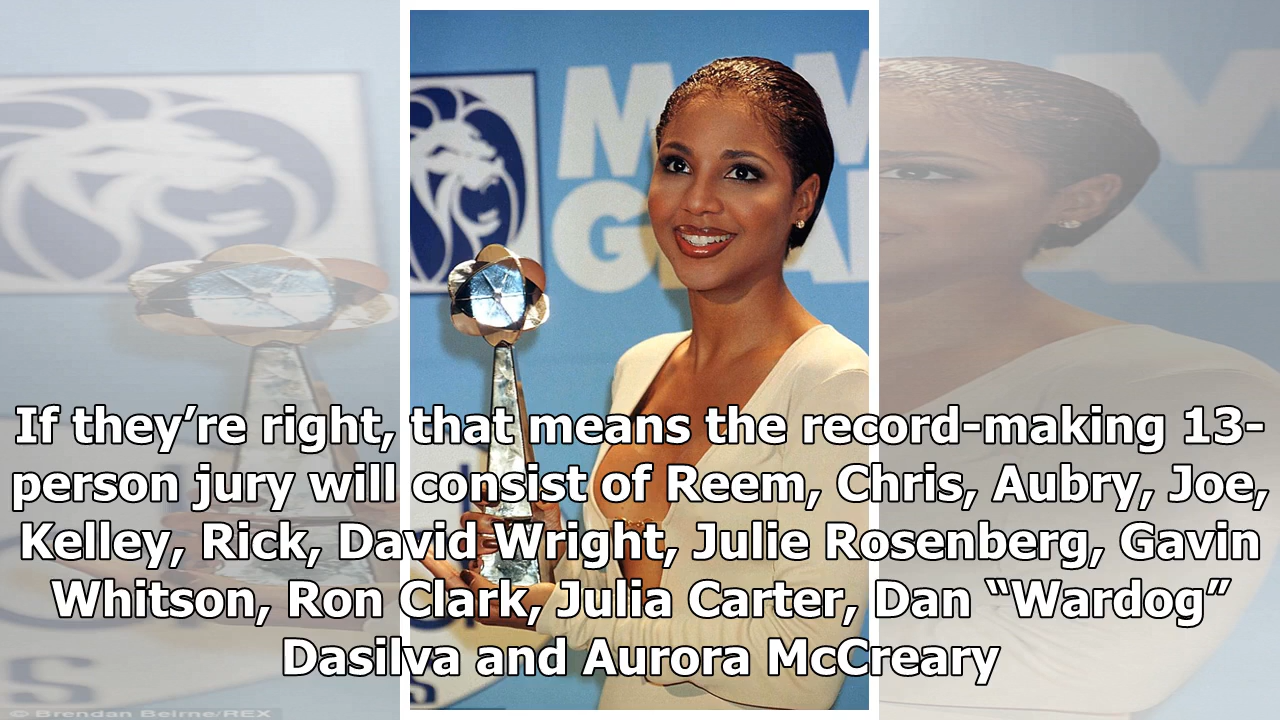 M M
G A
If they’re right, that means the record-making 13-
person jury will consist of Reem, Chris, Aubry, Joe,
Kelley, Rick, David Wright, Julie Rosenberg, Gavin
Whitson, Ron Clark, Julia Carter, Dan “Wardog”
Dasilva and Aurora McCreary
S
© Brendan Beirne/REX